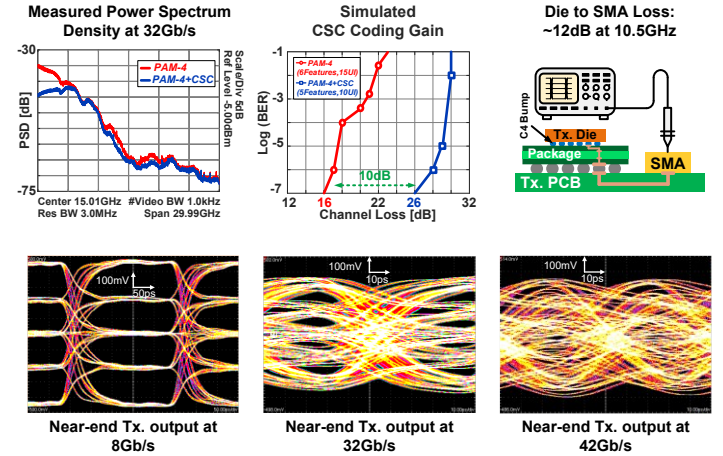 Measured Power Spectrum
Density at 32Gb/s
-30
PAM-4
PAM-4+CSC
PSD [dB]
-75
Scale/Div 5dB
Ref Level -5.00dBm
Center 15.01GHz #Video BW 1.0kHz
Res BW 3.0MHz Span 29.99GHz
Simulated
CSC Coding Gain
-1
-3
-5
-7
Log (BER)
PAM-4
(6Features,15UI)
PAM-4+CSC
(5Features,10UI)
10dB
12 16 22 26 32
Channel Loss [dB]
Die to SMA Loss:
~12dB at 10.5GHz
C4 Bump
Tx. Die
Package
SMA
Tx. PCB
100mV
50ps
Near-end Tx. output at
8Gb/s
100mV
10ps
Near-end Tx. output at
32Gb/s
100mV
10ps
Near-end Tx. output at
42Gb/s